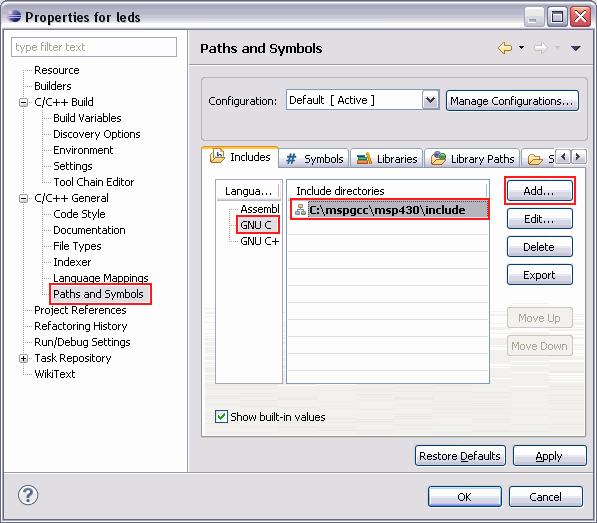 Properties for leds
type filter text
Resource
Builders
C/C++ Build
Build Variables
Discovery Options
Environment
Settings
Tool Chain Editor
C/C++ General
Code Style
Documentation
File Types
Indexer
Language Mappings
Paths and Symbols
Project References
Refactoring History
Run/Debug Settings
Task Repository
WikiText
Paths and Symbols
Configuration:
Default [ Active ]
Manage Configurations...
Includes
# Symbols
Libraries
Library Paths
S
Langua...
Assembl
GNU C
GNU C+
Include directories
C:\mspgcc\msp430\include
Add...
Edit...
Delete
Export
Move Up
Move Down
Show built-in values
Restore Defaults
Apply
?
OK
Cancel